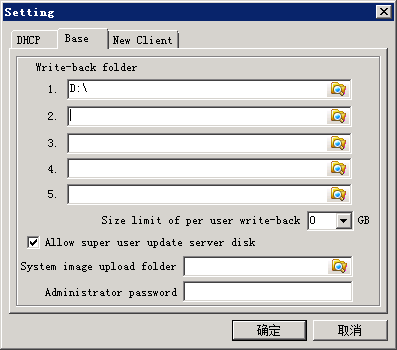 Setting
DHCP Base New Client
Write-back folder
1. D:\
2.
3.
4.
5.
Size limit of per user write-back 0 GB
Allow super user update server disk
System image upload folder
Administrator password
确定 取消